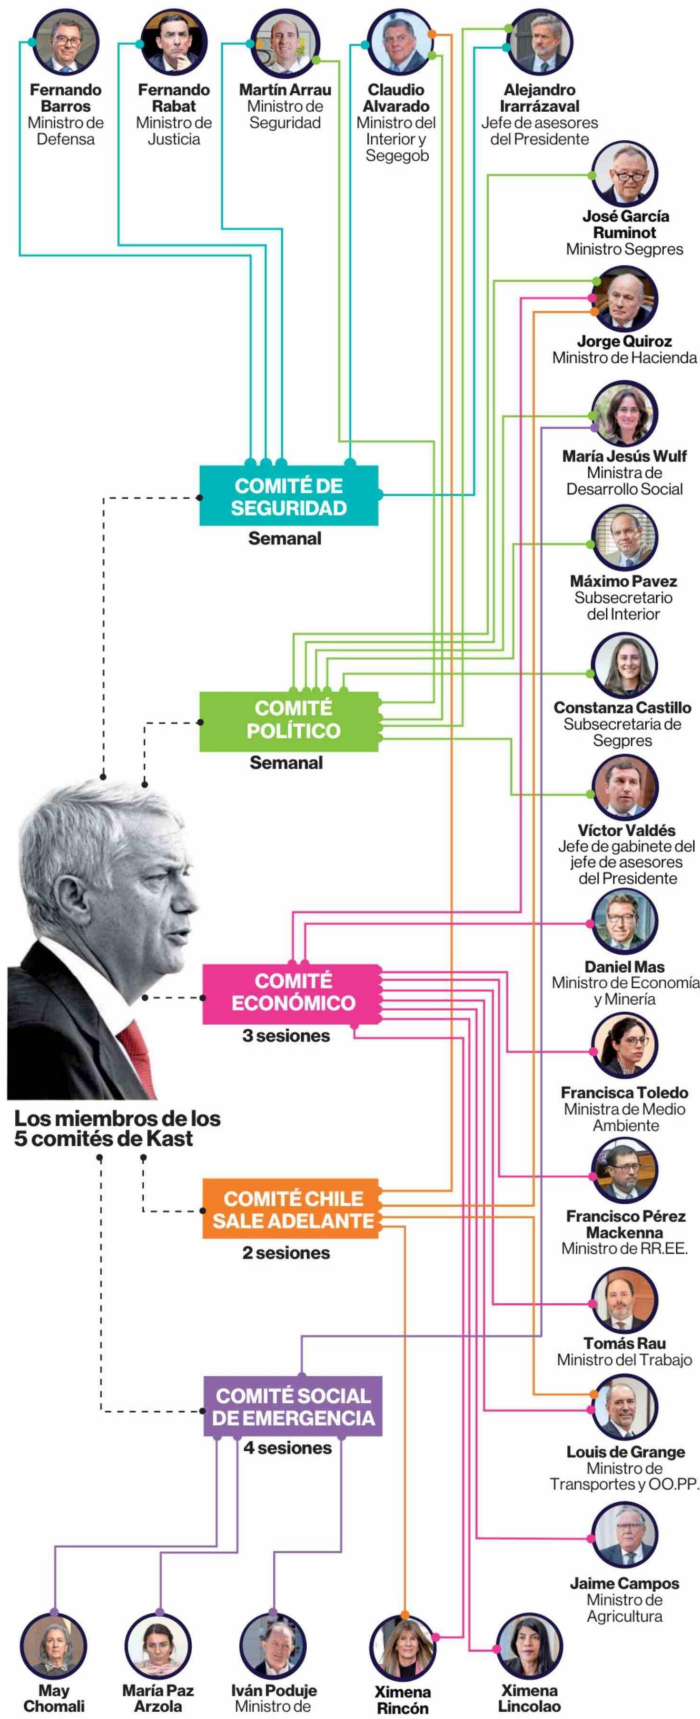 Fernando
Barros
Ministro de
Defensa
Fernando
Rabat
Ministro de
Justicia
Martín Arrau
Ministro de
Seguridad
Claudio
Alvarado
Ministro del
Interior y
Segegob
Alejandro
Irarrázaval
Jefe de asesores
del Presidente
José García
Ruminot
Ministro Segpres
Jorge Quiroz
Ministro de Hacienda
María Jesús Wulf
Ministra de
Desarrollo Social
COMITÉ DE
SEGURIDAD
Semanal
Máximo Pavez
Subsecretario
del Interior
Constanza Castillo
Subsecretaria de
Segpres
COMITÉ
POLÍTICO
Semanal
Víctor Valdés
Jefe de gabinete del
jefe de asesores
del Presidente
Daniel Mas
Ministro de Economía
y Minería
COMITÉ
ECONÓMICO
3 sesiones
Francisca Toledo
Ministra de Medio
Ambiente
Los miembros de los
5 comités de Kast
Francisco Pérez
Mackenna
Ministro de RR.EE.
COMITÉ CHILE
SALE ADELANTE
2 sesiones
Tomás Rau
Ministro del Trabajo
COMITÉ SOCIAL
DE EMERGENCIA
4 sesiones
Louis de Grange
Ministro de
Transportes y OO.PP.
Jaime Campos
Ministro de
Agricultura
May
Chomali
María Paz
Arzola
Iván Poduje
Ministro de
Ximena
Rincón
Ximena
Lincolao